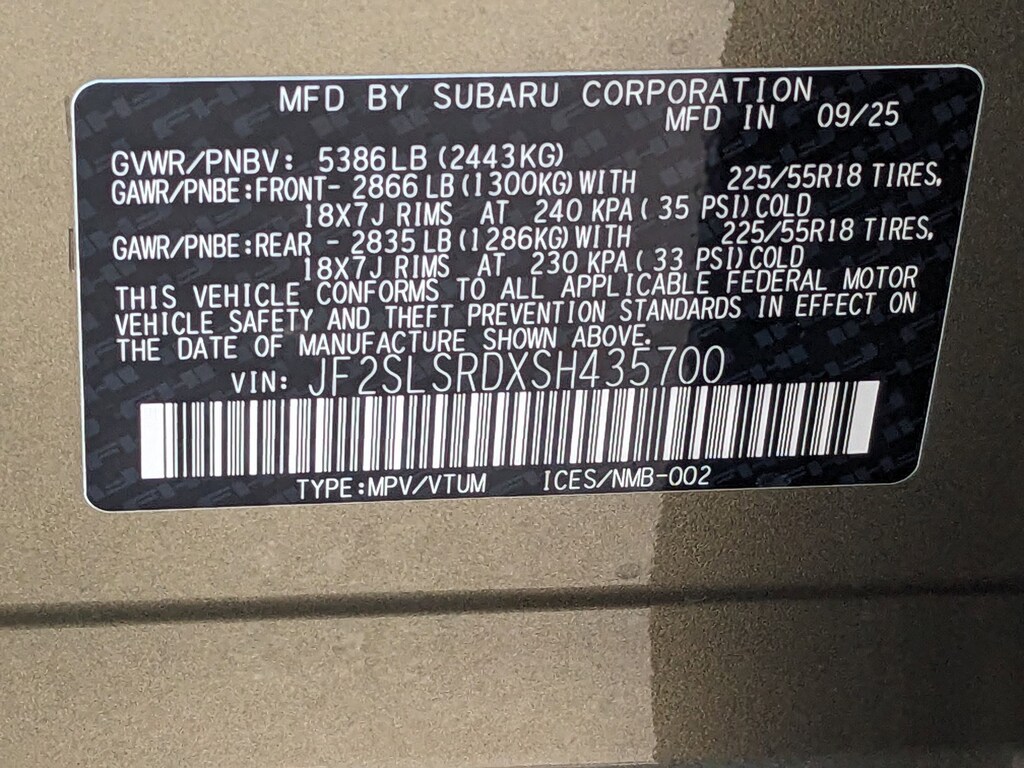 MFD BY SUBARU CORPORATION
MFD IN 09/25
GVWR/PNBV: 5386LB (2443KG)
GAWR/PNBE:FRONT- 2866 LB (1300KG) WITH 225/55R18 TIRES,
18X7J RIMS AT 240 KPA ( 35 PSI) COLD
GAWR/PNBE:REAR - 2835 LB (1286KG) WITH 225/55R18 TIRES,
18X7J RIMS AT 230 KPA ( 33 PSI) COLD
THIS VEHICLE CONFORMS TO ALL APPLICABLE FEDERAL MOTOR
VEHICLE SAFETY AND THEFT PREVENTION STANDARDS IN EFFECT ON
THE DATE OF MANUFACTURE SHOWN ABOVE.
VIN: JF2SLSRDXSH435700
TYPE:MPV/VTUM ICES/NMB-002